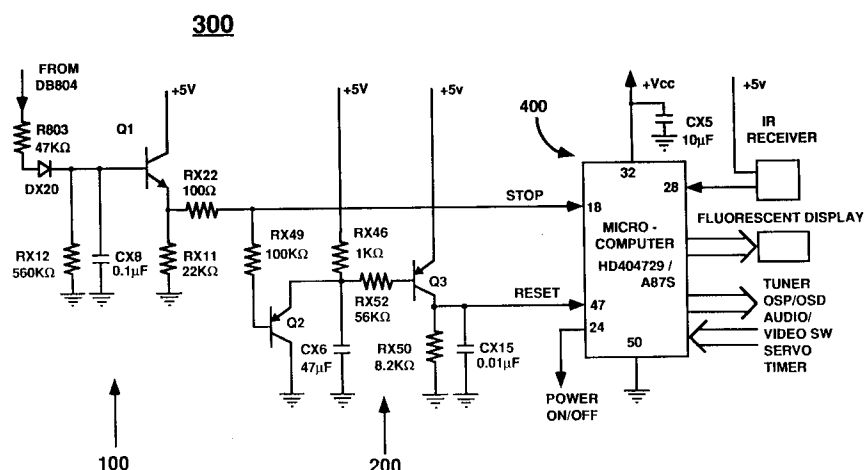 300
FROM
DB804
R803
47KΩ
DX20
RX12
560KΩ
CX8
0.1µF
Q1
+5V
RX22
100Ω
RX11
22KΩ
RX49
100KΩ
Q2
+5V
RX46
1KΩ
RX52
56KΩ
CX6
47µF
+5v
Q3
RX50
8.2KΩ
CX15
0.01µF
STOP
RESET
400
+Vcc
CX5
10µF
+5v
IR
RECEIVER
32
28
18
MICRO-
COMPUTER
HD404729 /
A87S
47
24
50
POWER
ON/OFF
FLUORESCENT DISPLAY
TUNER
OSP/OSD
AUDIO/
VIDEO SW
SERVO
TIMER
100
200